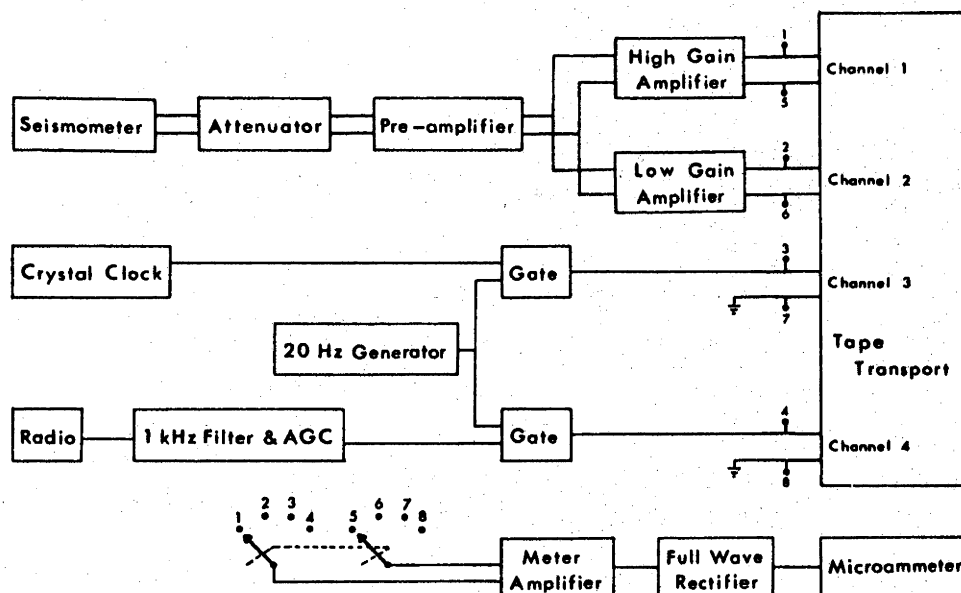 1
High Gain
Amplifier
Channel 1
5
Seismometer
Attenuator
Pre-amplifier
2
Low Gain
Amplifier
Channel 2
6
3
Crystal Clock
Gate
Channel 3
7
20 Hz Generator
Tape
Transport
4
Radio
1 kHz Filter & AGC
Gate
Channel 4
8
1 2 3 4 5 6 7 8
Meter
Amplifier
Full Wave
Rectifier
Microammeter